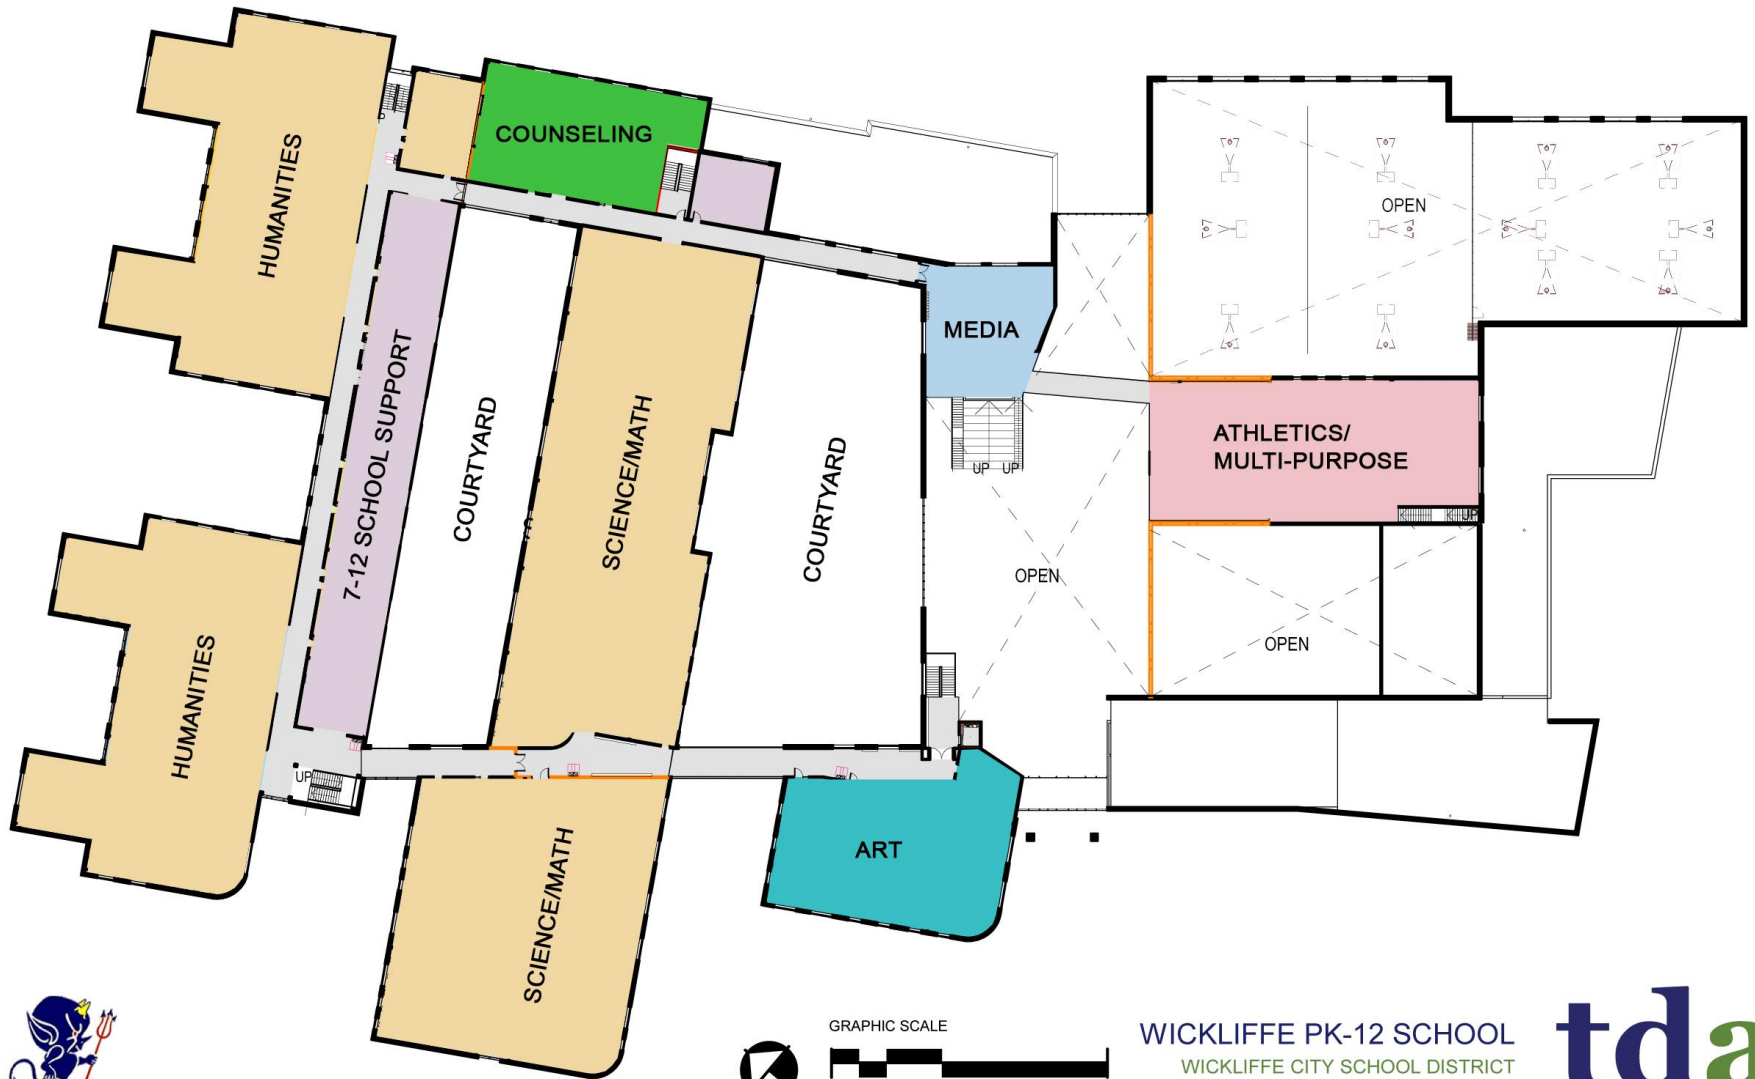 HUMANITIES
COUNSELING
OPEN
MEDIA
7-12 SCHOOL SUPPORT
COURTYARD
SCIENCE/MATH
COURTYARD
ATHLETICS/
MULTI-PURPOSE
UP UP
UP
OPEN
OPEN
HUMANITIES
UP
ART
SCIENCE/MATH
GRAPHIC SCALE
WICKLIFFE PK-12 SCHOOL
WICKLIFFE CITY SCHOOL DISTRICT
tda